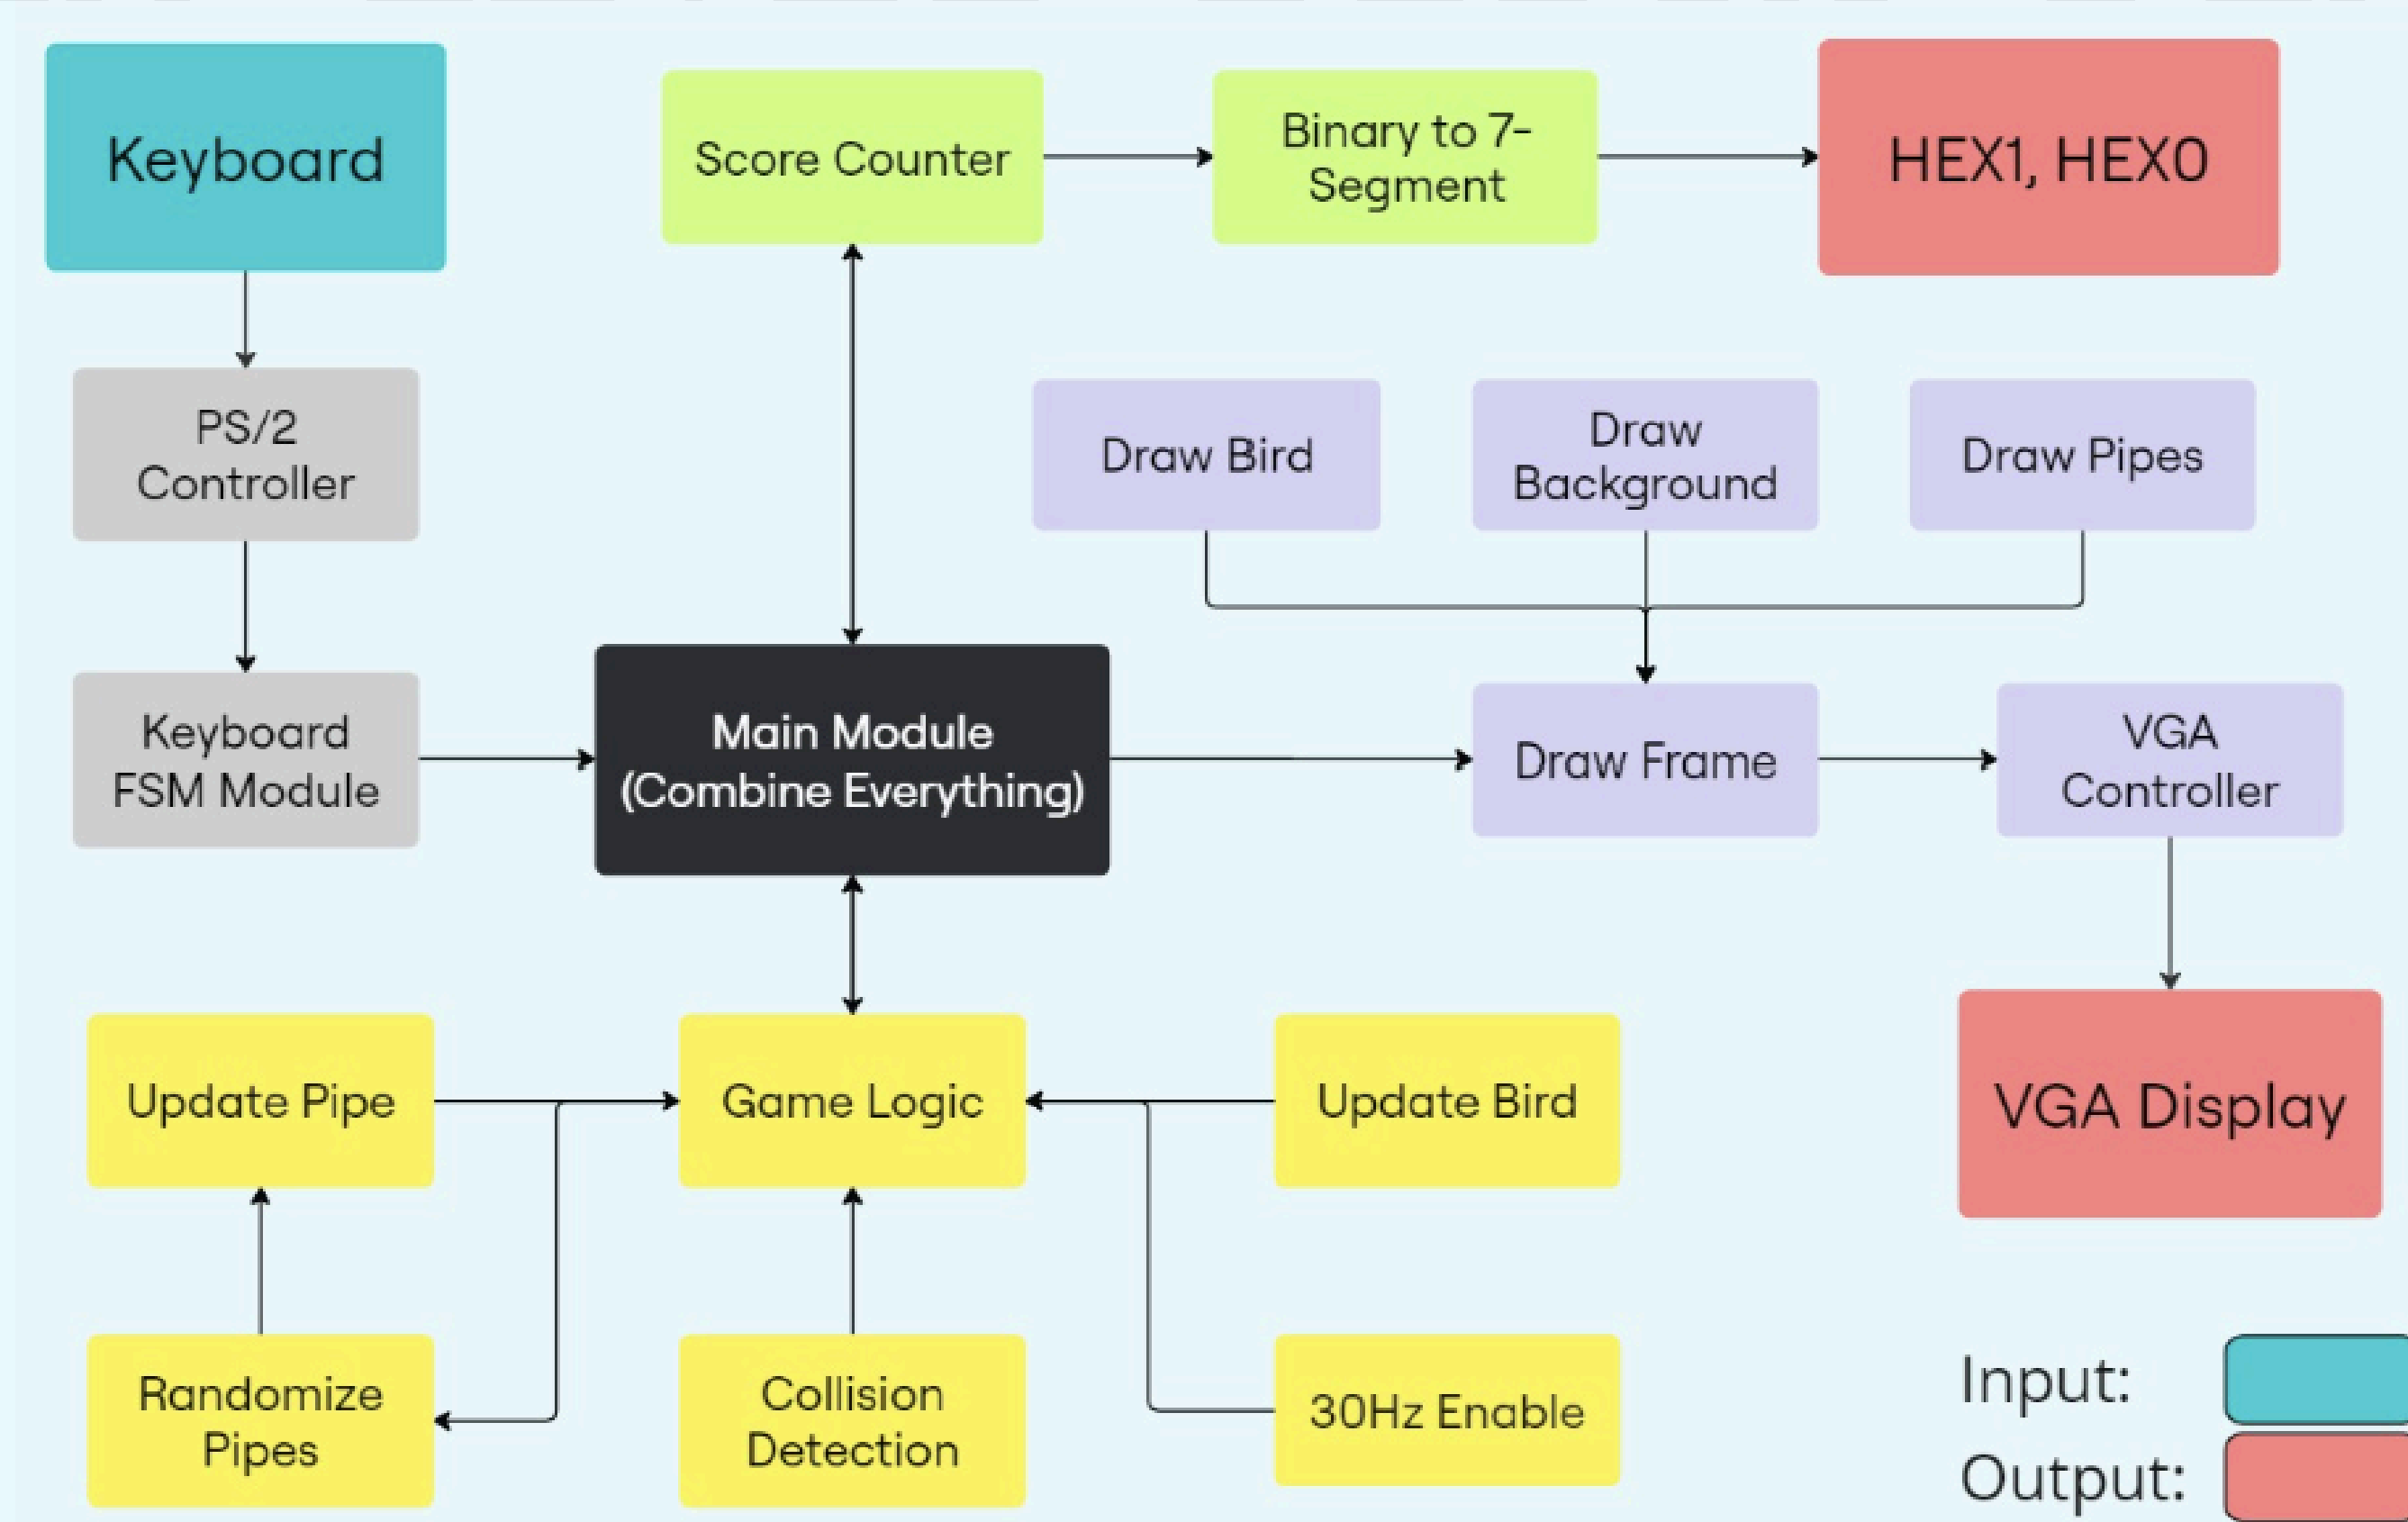 Keyboard
Score Counter
Binary to 7-
Segment
HEX1, HEX0
PS/2
Controller
Draw Bird
Draw
Background
Draw Pipes
Keyboard
FSM Module
Main Module
(Combine Everything)
Draw Frame
VGA
Controller
Update Pipe
Game Logic
Update Bird
VGA Display
Randomize
Pipes
Collision
Detection
30Hz Enable
Input:
Output: